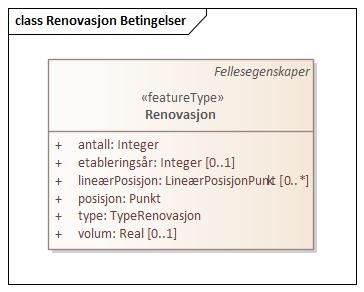 class Renovasjon Betingelser
Fellesegenskaper
«featureType»
Renovasjon
+ antall: Integer
+ etableringsår: Integer [0..1]
+ lineærPosisjon: LineærPosisjonPunkt [0..*]
+ posisjon: Punkt
+ type: TypeRenovasjon
+ volum: Real [0..1]